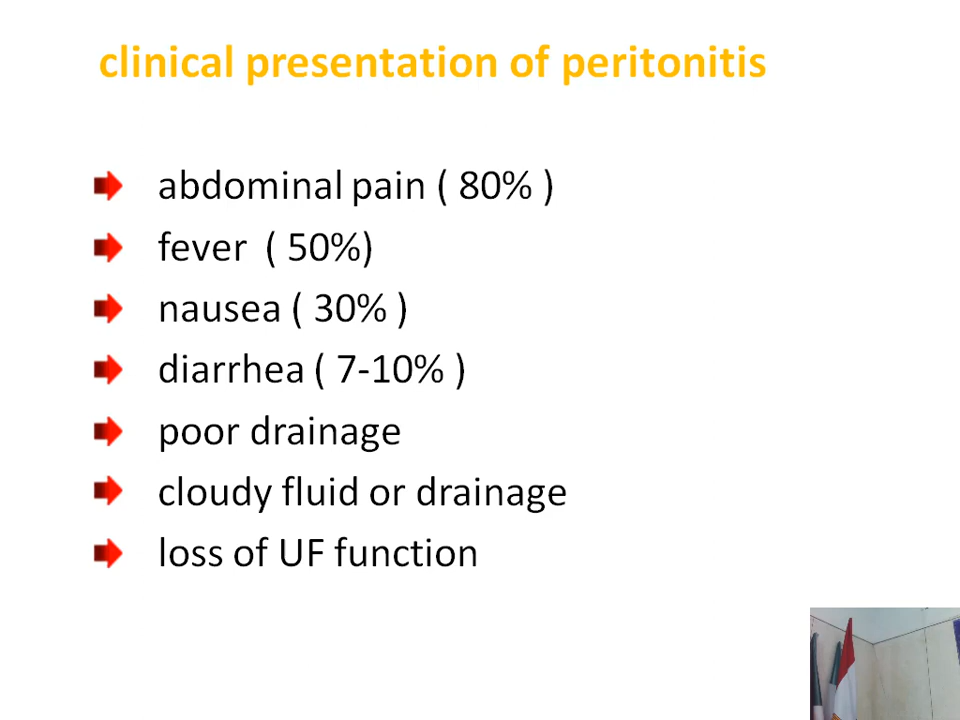 clinical presentation of peritonitis
abdominal pain ( 80% )
fever ( 50%)
nausea ( 30% )
diarrhea ( 7-10% )
poor drainage
cloudy fluid or drainage
loss of UF function